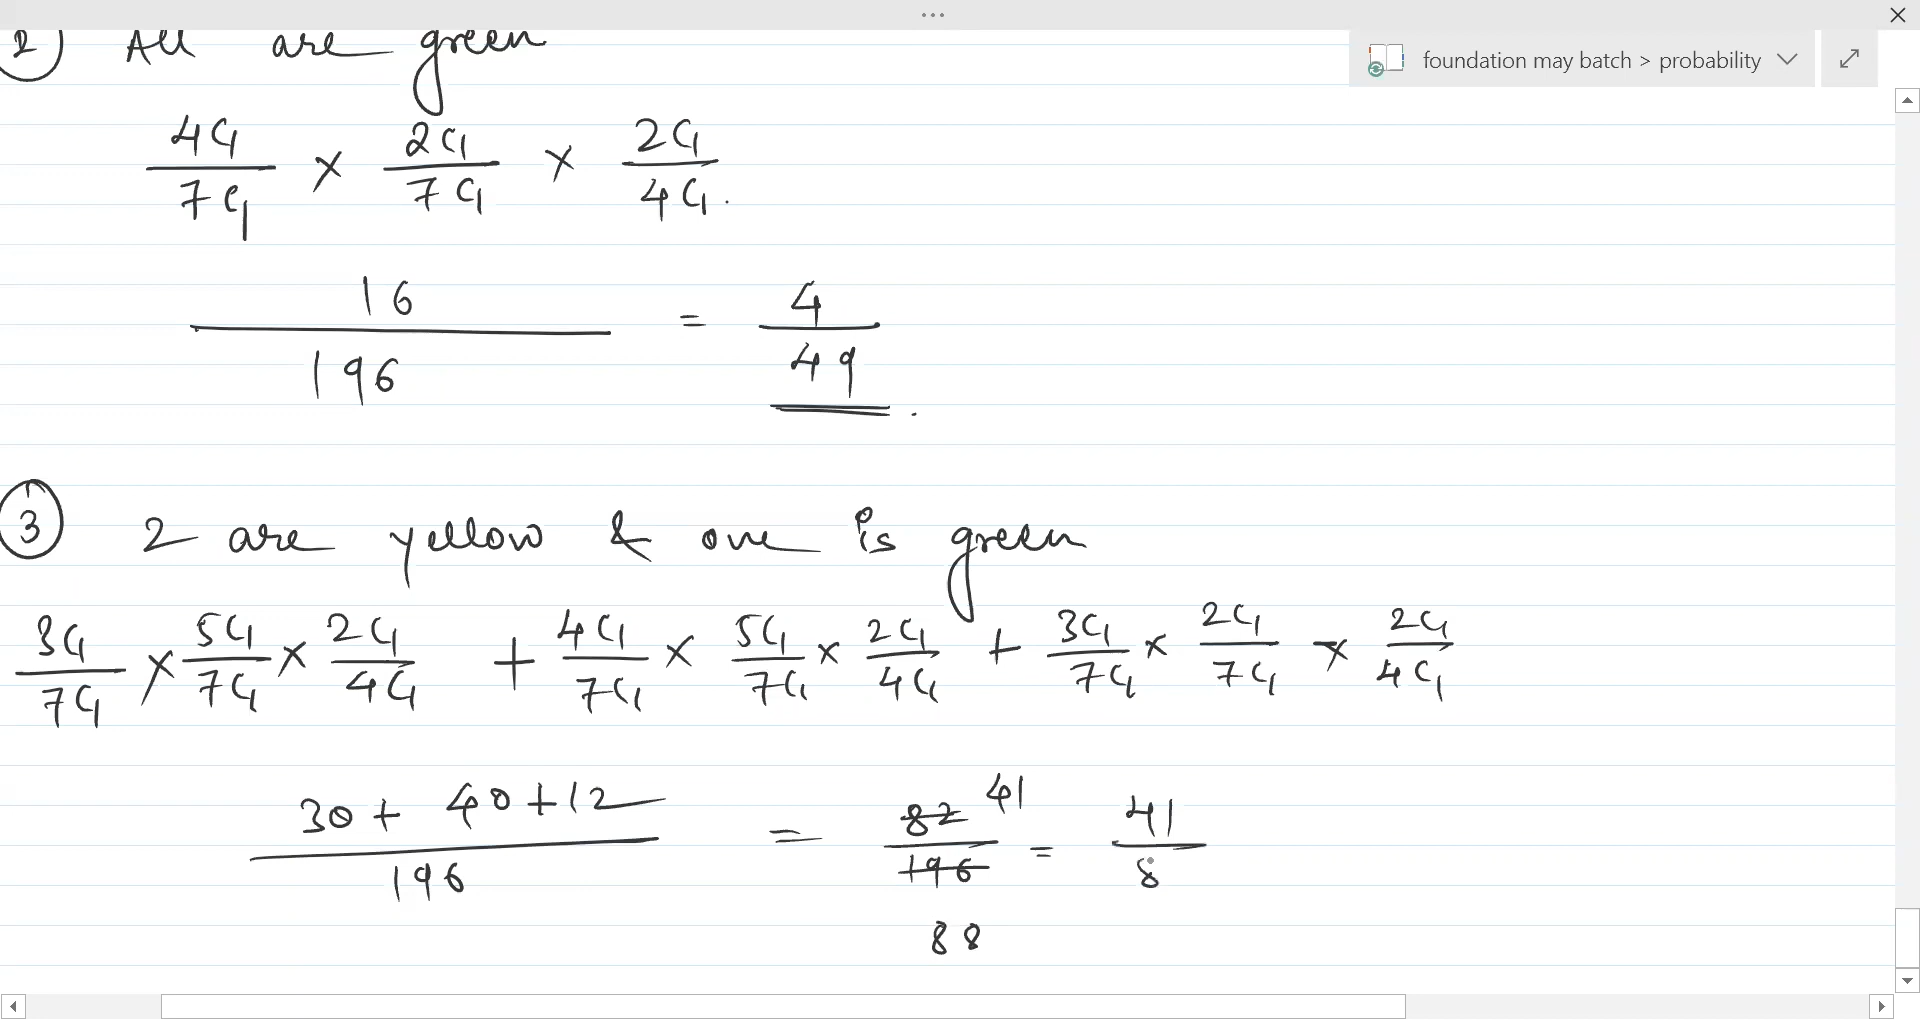 foundation may batch > probability
2) All are green
4C1/7C1 × 2C1/7C1 × 2C1/4C1.
16/196 = 4/49.
3 2 are yellow & one is green
3C1/7C1 × 5C1/7C1 × 2C1/4C1 + 4C1/7C1 × 5C1/7C1 × 2C1/4C1 + 3C1/7C1 × 2C1/7C1 × 2C1/4C1
30 + 40 + 12/196 = 82/196 41/88 = 41/8